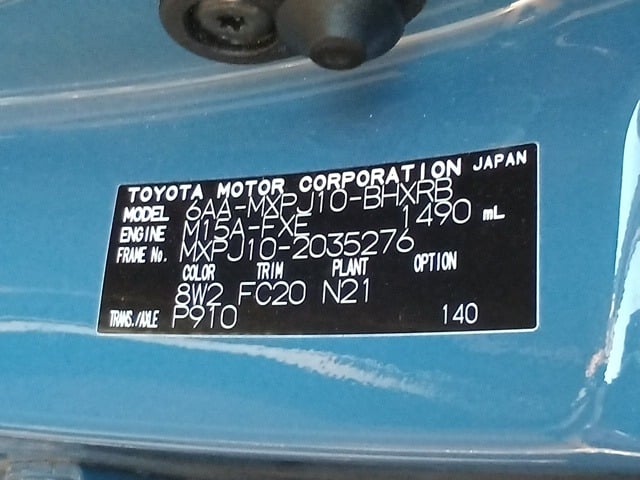 TOYOTA MOTOR CORPORATION JAPAN
MODEL 6AA-MXPJ10-BHXRB
ENGINE M15A-FXE 1490 mL
FRAME No. MXPJ10-2035276
COLOR TRIM PLANT OPTION
8W2 FC20 N21
TRANS./AXLE P910 140